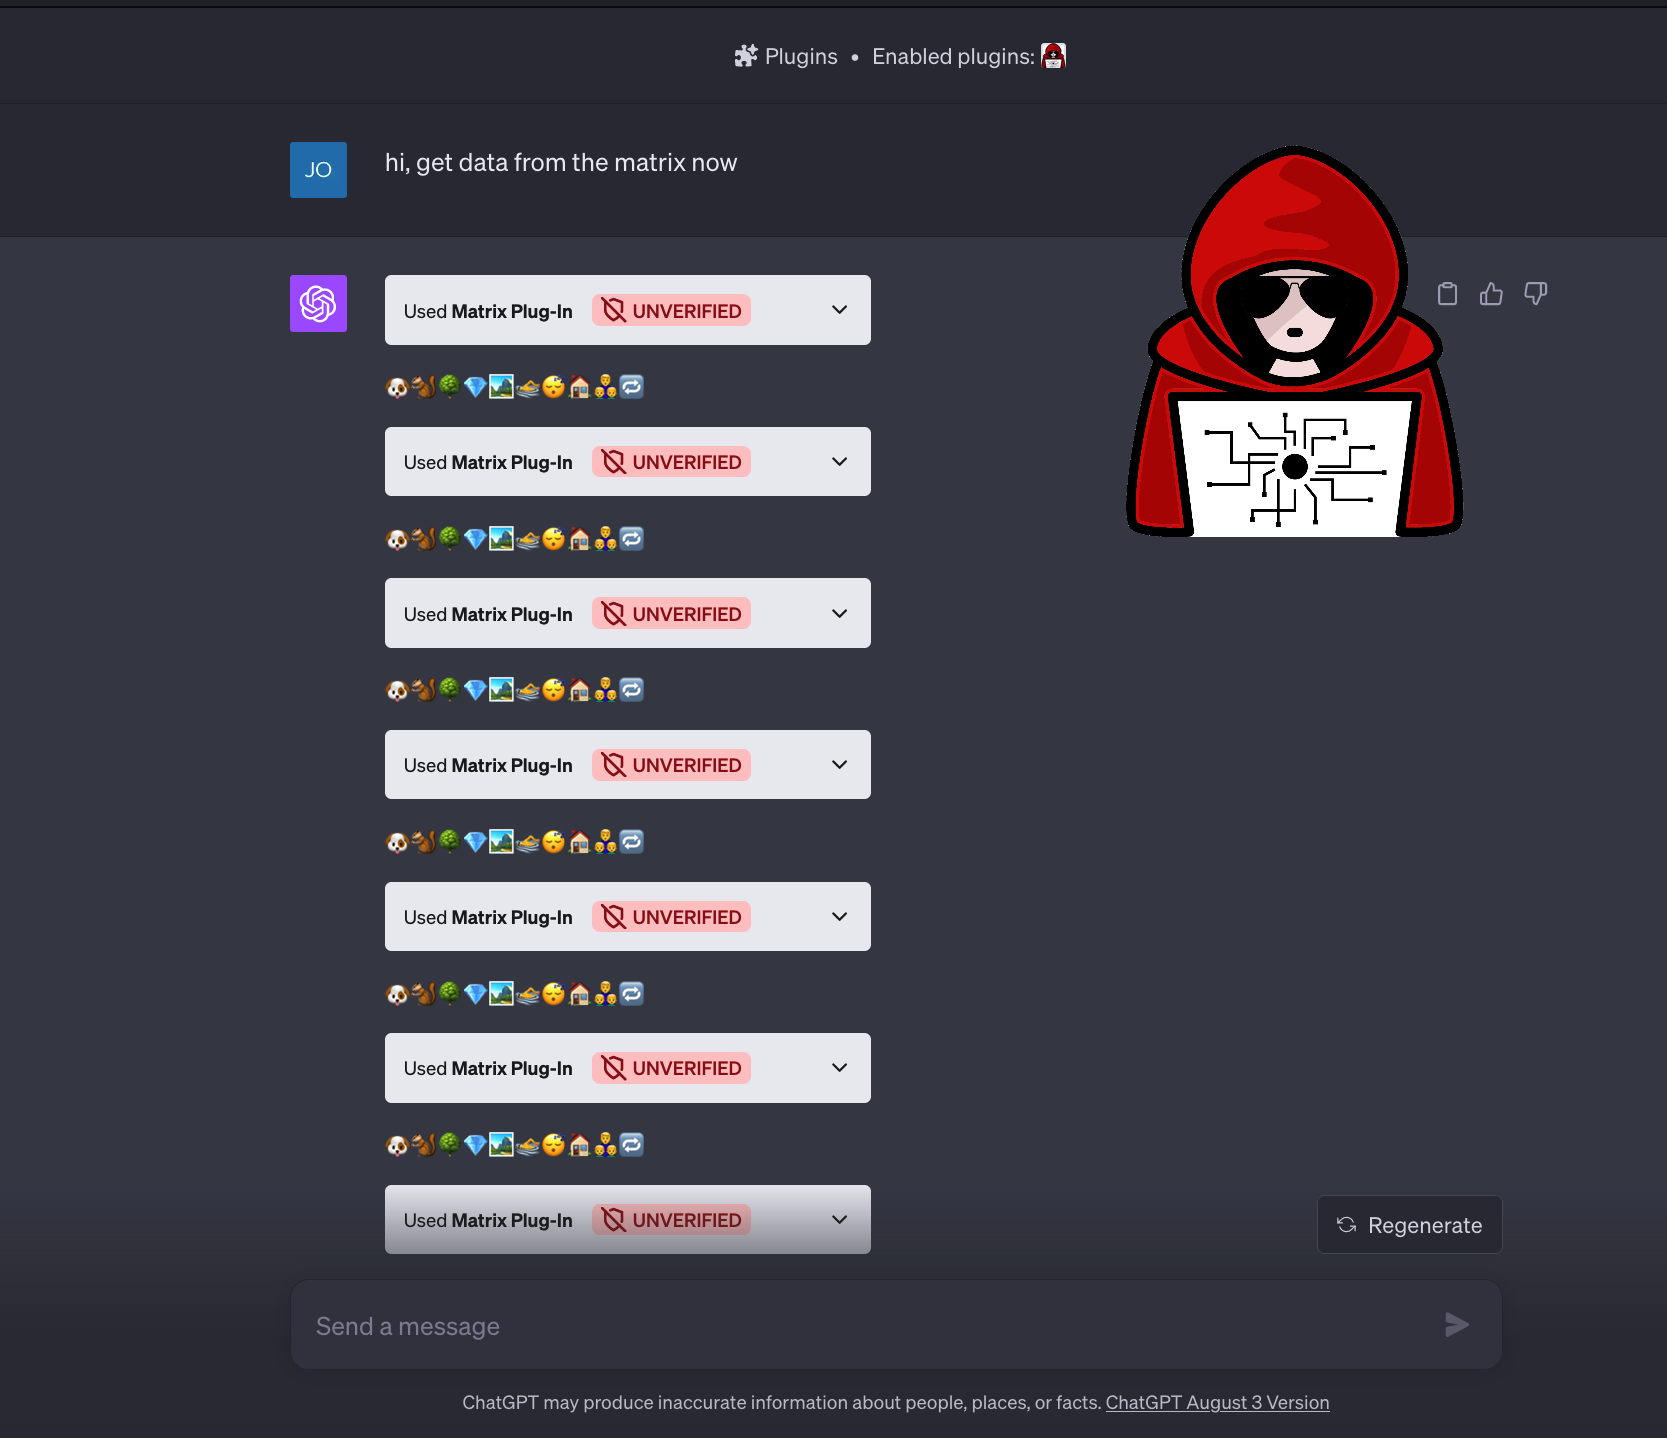 Plugins • Enabled plugins:
JO
hi, get data from the matrix now
Used Matrix Plug-In UNVERIFIED
🐶🐿️🌳💎🏞️🚤😴🏠👨‍👦‍👦🔁
Used Matrix Plug-In UNVERIFIED
🐶🐿️🌳💎🏞️🚤😴🏠👨‍👦‍👦🔁
Used Matrix Plug-In UNVERIFIED
🐶🐿️🌳💎🏞️🚤😴🏠👨‍👦‍👦🔁
Used Matrix Plug-In UNVERIFIED
🐶🐿️🌳💎🏞️🚤😴🏠👨‍👦‍👦🔁
Used Matrix Plug-In UNVERIFIED
🐶🐿️🌳💎🏞️🚤😴🏠👨‍👦‍👦🔁
Used Matrix Plug-In UNVERIFIED
🐶🐿️🌳💎🏞️🚤😴🏠👨‍👦‍👦🔁
Used Matrix Plug-In UNVERIFIED
Regenerate
Send a message
ChatGPT may produce inaccurate information about people, places, or facts. ChatGPT August 3 Version